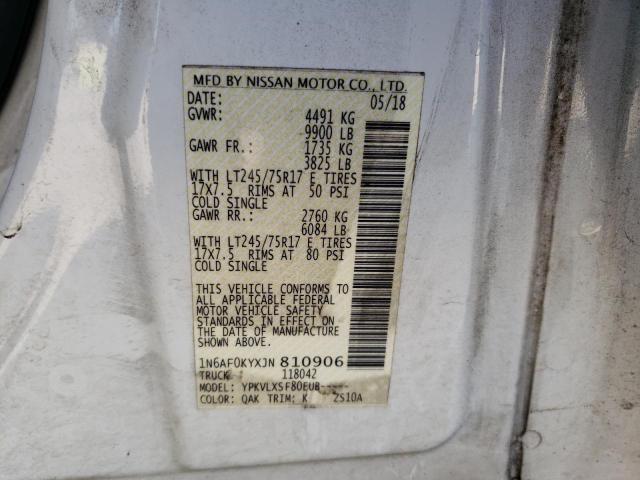 MFD BY NISSAN MOTOR CO., LTD.
DATE: 05/18
GVWR: 4491 KG
9900 LB
GAWR FR.: 1735 KG
3825 LB
WITH LT245/75R17 E TIRES
17X7.5 RIMS AT 50 PSI
COLD SINGLE
GAWR RR.: 2760 KG
6084 LB
WITH LT245/75R17 E TIRES
17X7.5 RIMS AT 80 PSI
COLD SINGLE
THIS VEHICLE CONFORMS TO
ALL APPLICABLE FEDERAL
MOTOR VEHICLE SAFETY
STANDARDS IN EFFECT ON
THE DATE OF MANUFACTURE
SHOWN ABOVE.
1N6AF0KYXJN810906
TRUCK 118042
MODEL: YPKVLXSF80EUB-----
COLOR: QAK TRIM: K 2S10A